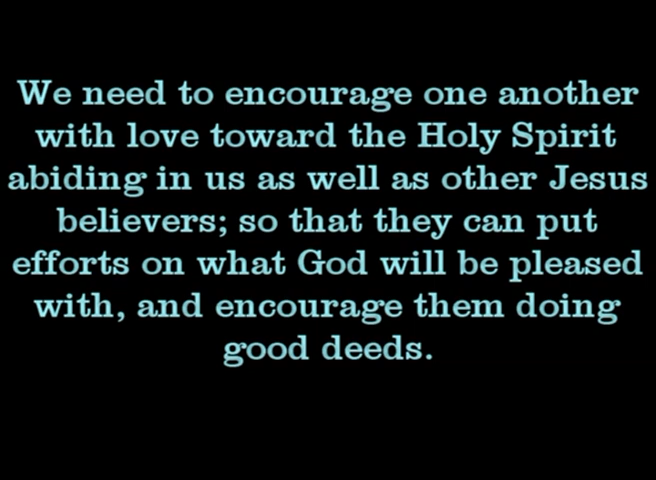 We need to encourage one another
with love toward the Holy Spirit
abiding in us as well as other Jesus
believers; so that they can put
efforts on what God will be pleased
with, and encourage them doing
good deeds.